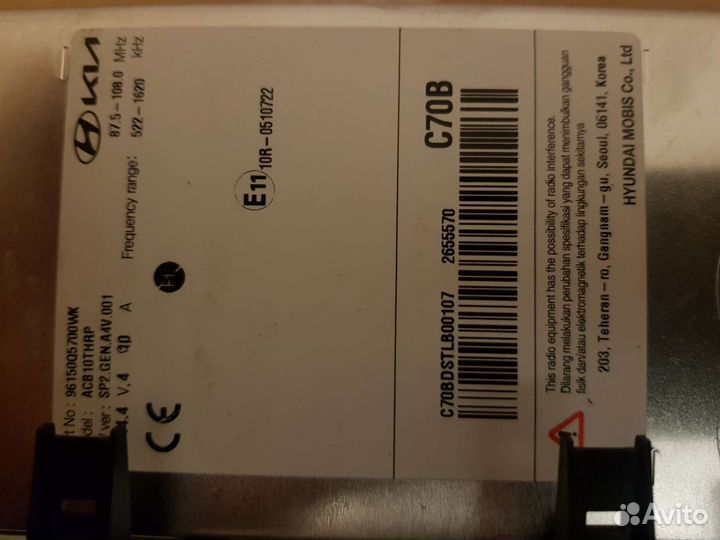 KIA
87.5-108.0 MHz
Frequency range: 522-1620 kHz
t No : 96150Q5700WK
del : ACB10THRP
ver : SP2.GEN.A4V.001
4.4 V, 4 A
CE
E11 10R-0510722
C70B
C70BDSTLB00107 2655570
This radio equipment has the possibility of radio interference.
Dilarang melakukan perubahan spesifikasi yang dapat menimbulkan gangguan
fisik dan/atau elektromagnetik terhadap lingkungan sekitarnya
203, Teheran-ro, Gangnam-gu, Seoul, 06141, Korea
HYUNDAI MOBIS Co., Ltd
Avito